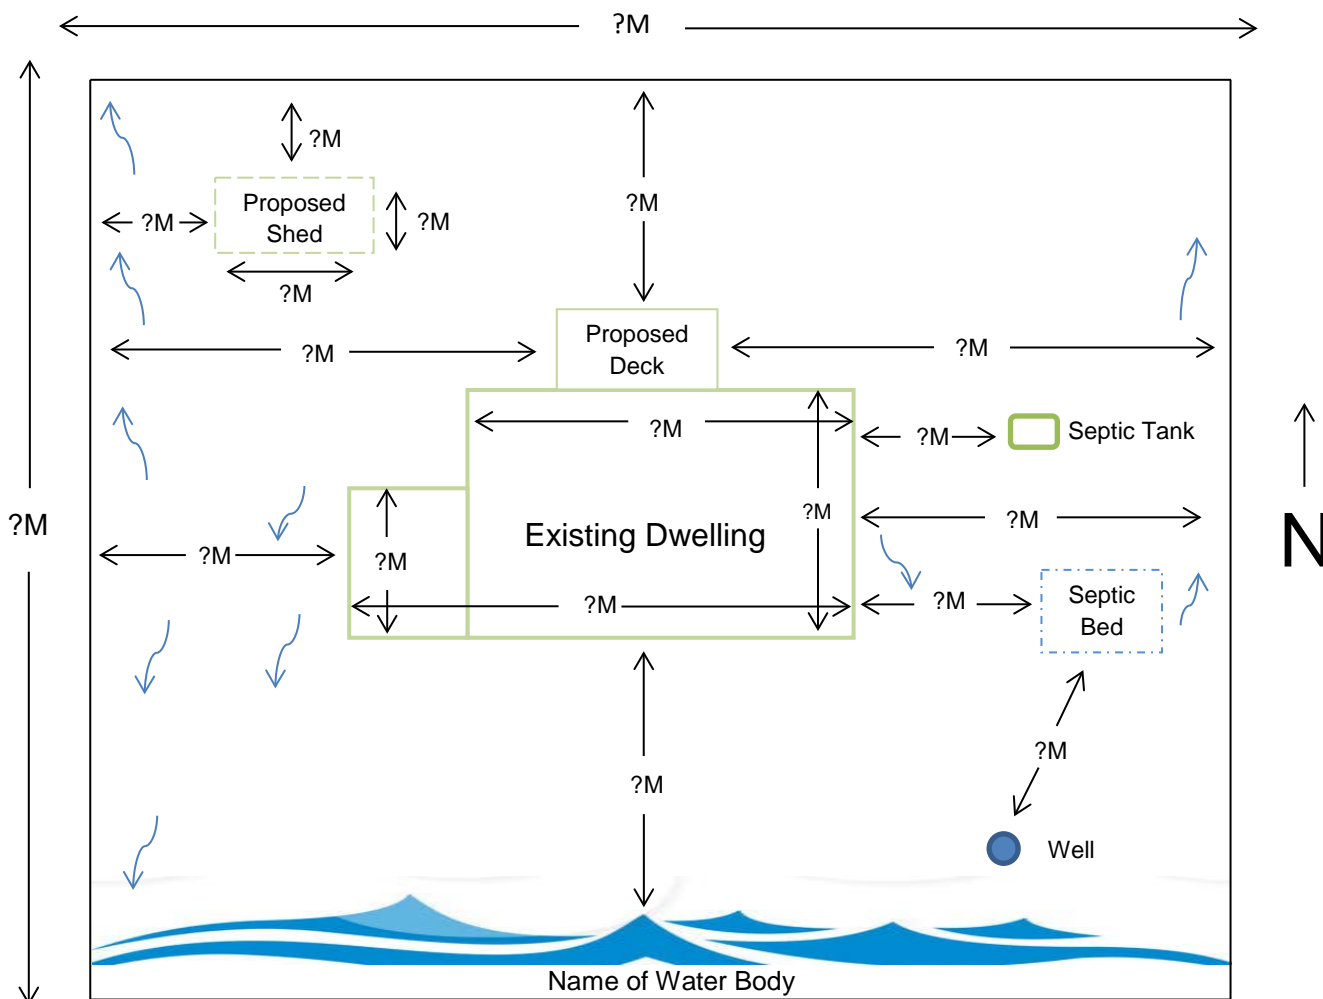 ?M
?M
Proposed
Shed
?M
?M
?M
?M
Proposed
Deck
?M
?M
?M
?M
Septic Tank
?M
?M
?M
Existing Dwelling
?M
?M
N
?M
?M
?M
Septic
Bed
?M
?M
Well
Name of Water Body